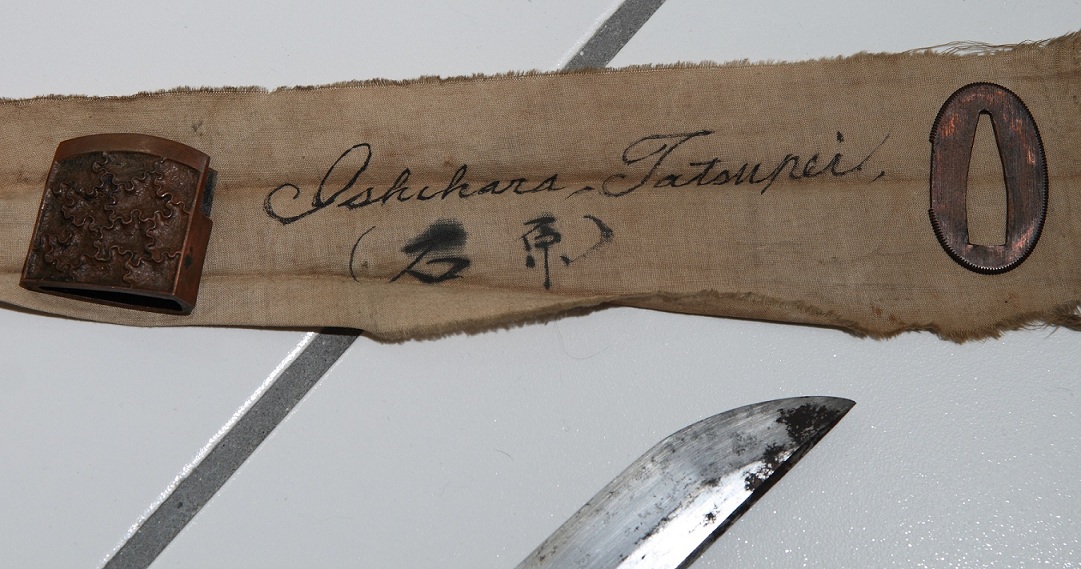 Ishihara, Tatsupei,
(石原)